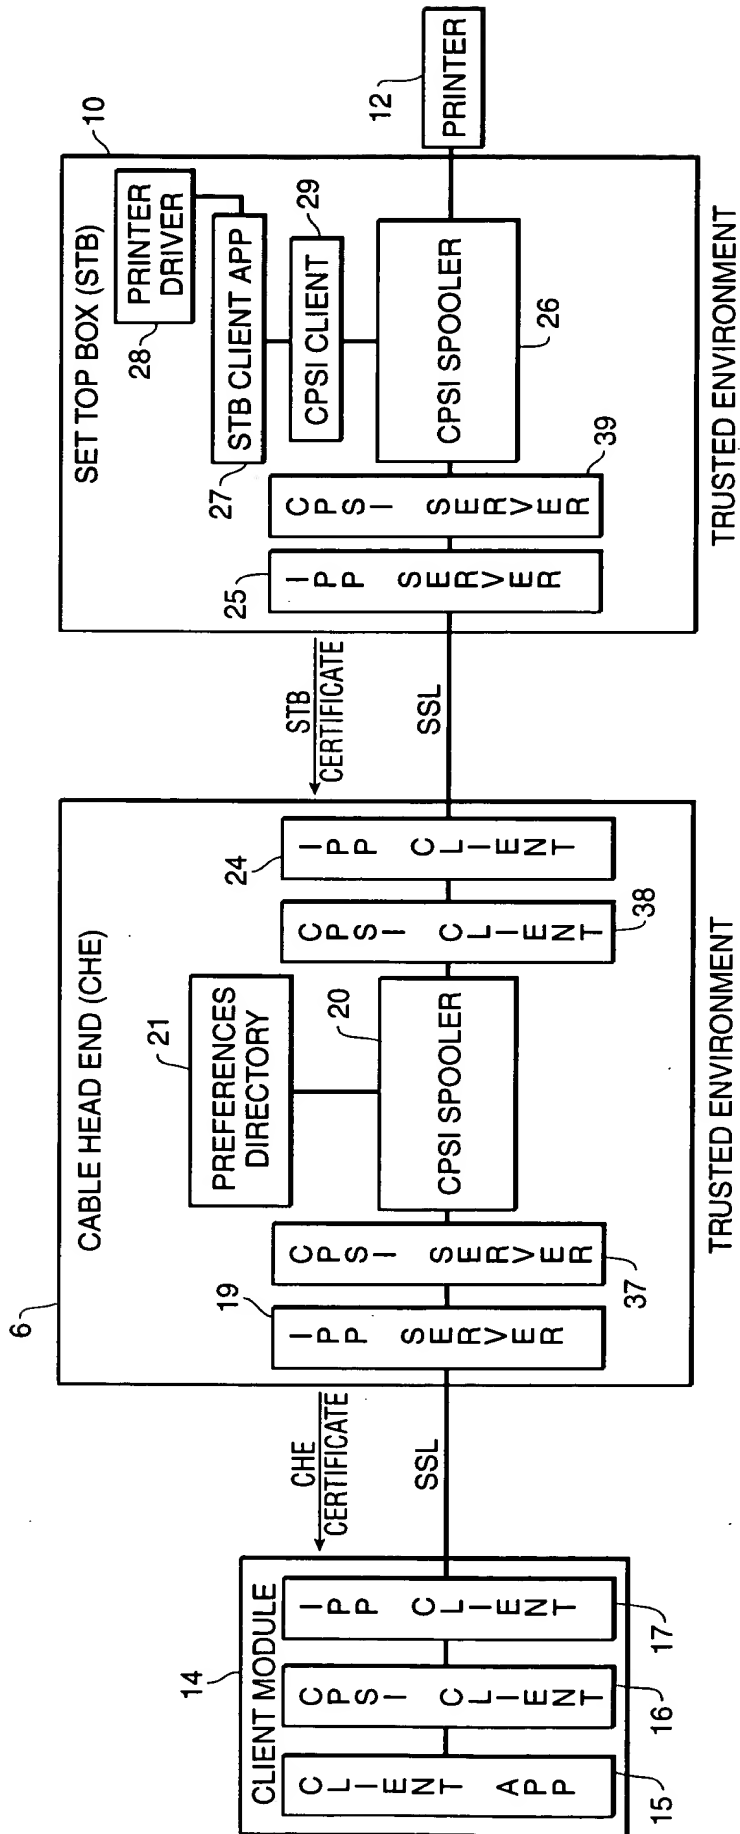 14
CLIENT MODULE
CLIENT APP
15
CPSI CLIENT
16
IPP CLIENT
17
CHE
CERTIFICATE
SSL
6
CABLE HEAD END (CHE)
19
IPP SERVER
CPSI SERVER
37
21
PREFERENCES
DIRECTORY
20
CPSI SPOOLER
CPSI CLIENT
38
24
IPP CLIENT
TRUSTED ENVIRONMENT
STB
CERTIFICATE
SSL
10
SET TOP BOX (STB)
25
IPP SERVER
CPSI SERVER
39
28
PRINTER
DRIVER
27
STB CLIENT APP
29
CPSI CLIENT
CPSI SPOOLER
26
TRUSTED ENVIRONMENT
12
PRINTER